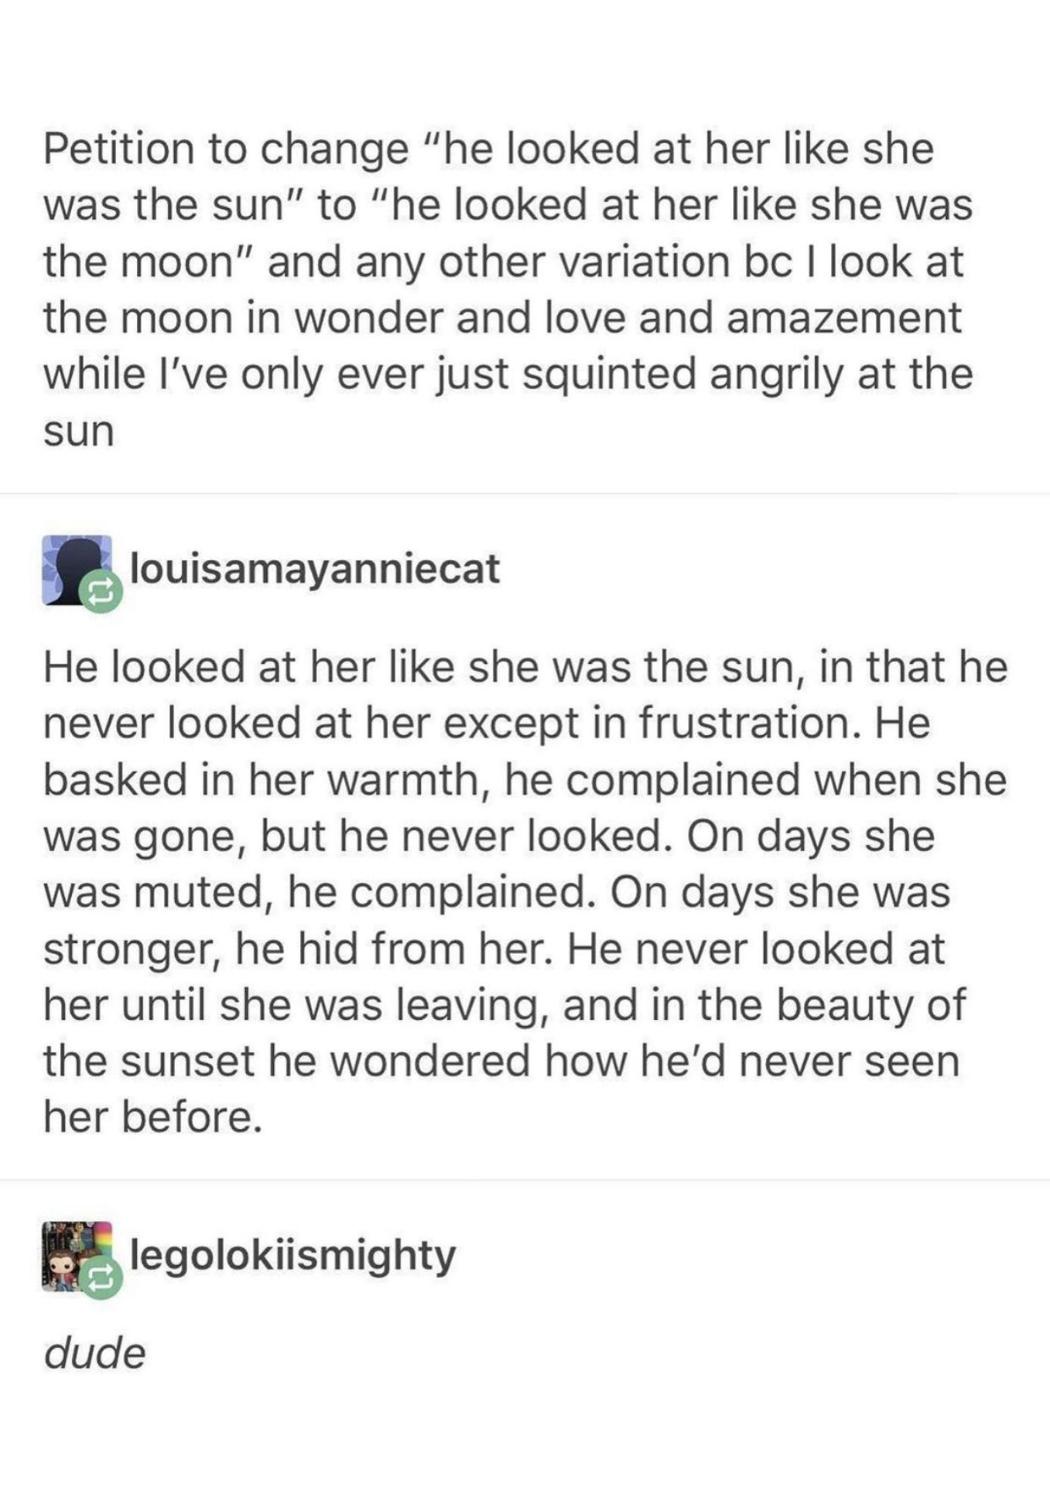 Petition to change “he looked at her like she
was the sun” to “he looked at her like she was
the moon” and any other variation bc I look at
the moon in wonder and love and amazement
while I’ve only ever just squinted angrily at the
sun
louisamayanniecat
He looked at her like she was the sun, in that he
never looked at her except in frustration. He
basked in her warmth, he complained when she
was gone, but he never looked. On days she
was muted, he complained. On days she was
stronger, he hid from her. He never looked at
her until she was leaving, and in the beauty of
the sunset he wondered how he’d never seen
her before.
legolokiismighty
dude